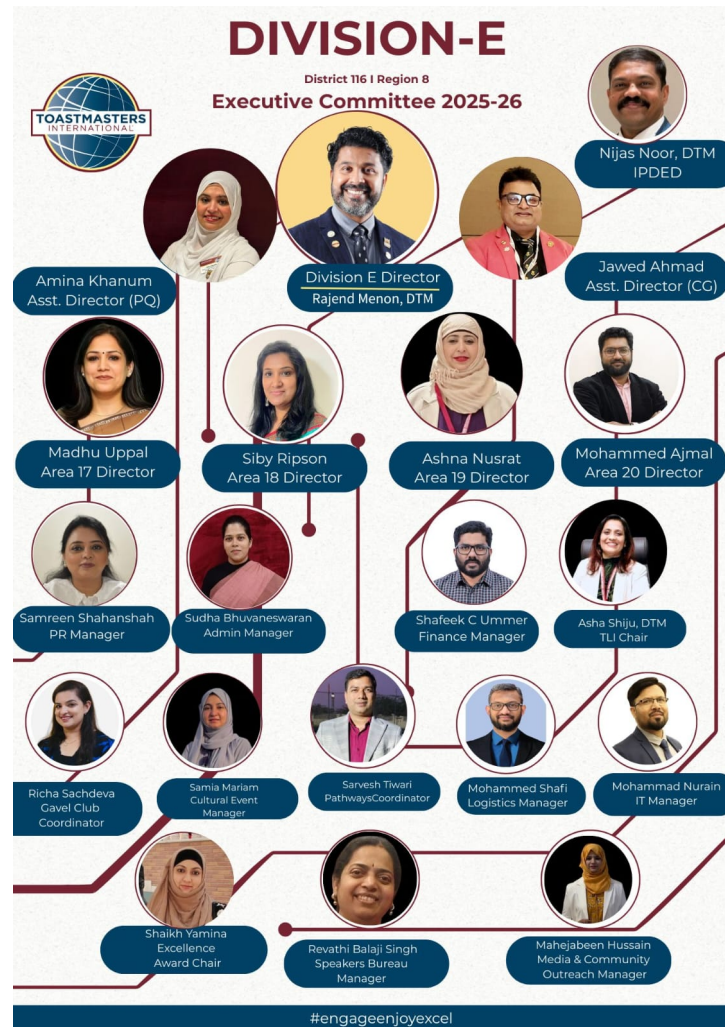 DIVISION-E
District 116 I Region 8
Executive Committee 2025-26
TOASTMASTERS
INTERNATIONAL
Nijas Noor, DTM
IPDED
Amina Khanum
Asst. Director (PQ)
Division E Director
Rajend Menon, DTM
Jawed Ahmad
Asst. Director (CG)
Madhu Uppal
Area 17 Director
Siby Ripson
Area 18 Director
Ashna Nusrat
Area 19 Director
Mohammed Ajmal
Area 20 Director
Samreen Shahanshah
PR Manager
Sudha Bhuvaneswaran
Admin Manager
Shafeek C Ummer
Finance Manager
Asha Shiju, DTM
TLI Chair
Richa Sachdeva
Gavel Club
Coordinator
Samia Mariam
Cultural Event
Manager
Sarvesh Tiwari
PathwaysCoordinator
Mohammed Shafi
Logistics Manager
Mohammad Nurain
IT Manager
Shaikh Yamina
Excellence
Award Chair
Revathi Balaji Singh
Speakers Bureau
Manager
Mahejabeen Hussain
Media & Community
Outreach Manager
#engageenjoyexcel